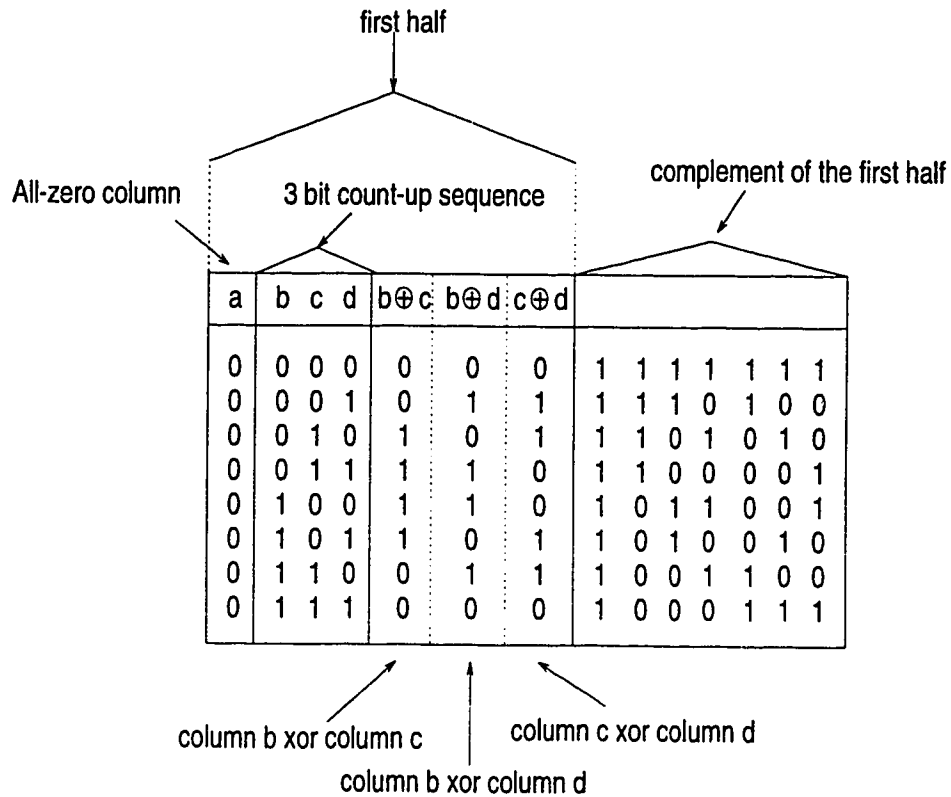 first half
All-zero column
3 bit count-up sequence
complement of the first half
a b c d b⊕c b⊕d c⊕d
0 0 0 0 0 0 0 1 1 1 1 1 1 1
0 0 0 1 0 1 1 1 1 1 0 1 0 0
0 0 1 0 1 0 1 1 1 0 1 0 1 0
0 0 1 1 1 1 0 1 1 0 0 0 0 1
0 1 0 0 1 1 0 1 0 1 1 0 0 1
0 1 0 1 1 0 1 1 0 1 0 0 1 0
0 1 1 0 0 1 1 1 0 0 1 1 0 0
0 1 1 1 0 0 0 1 0 0 0 1 1 1
column b xor column c
column c xor column d
column b xor column d